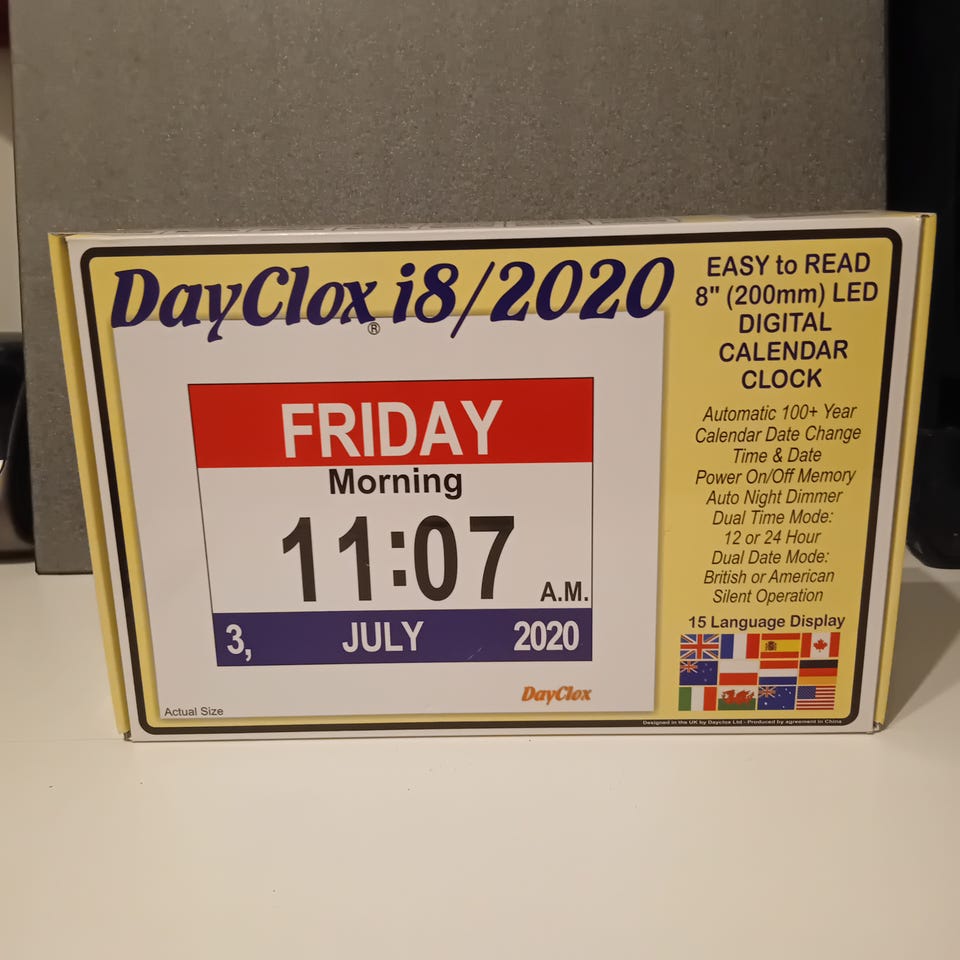 DayClox® i8/2020
FRIDAY
Morning
11:07 A.M.
3, JULY 2020
DayClox
Actual Size
EASY to READ
8" (200mm) LED
DIGITAL
CALENDAR
CLOCK
Automatic 100+ Year
Calendar Date Change
Time & Date
Power On/Off Memory
Auto Night Dimmer
Dual Time Mode:
12 or 24 Hour
Dual Date Mode:
British or American
Silent Operation
15 Language Display
Designed in the UK by Dayclox Ltd - Produced by agreement in China